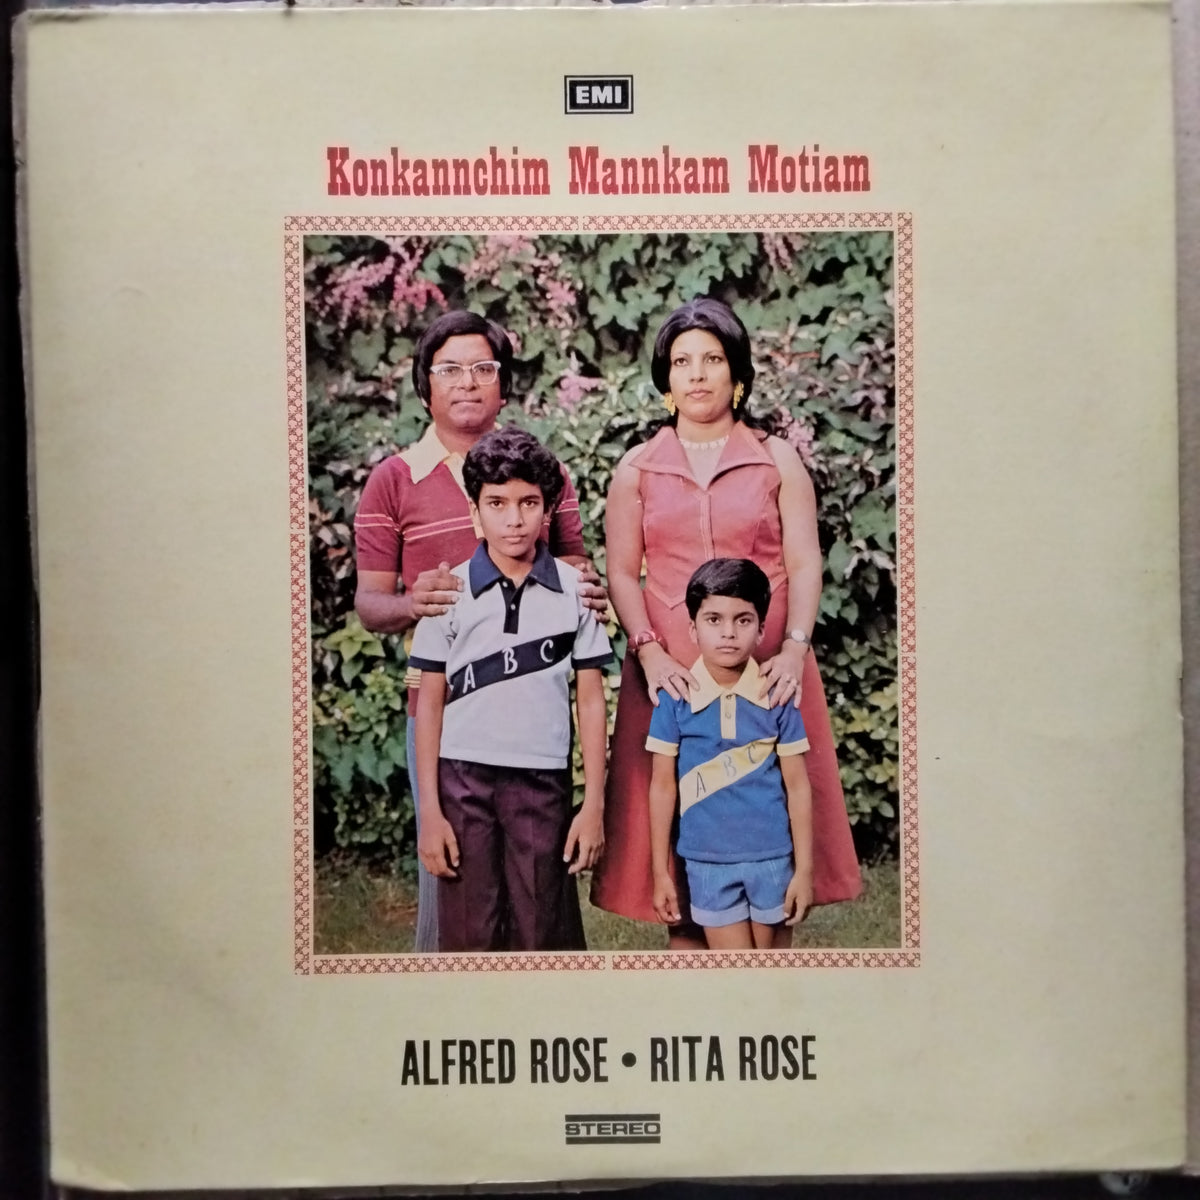 EMI
Konkannchim Mannkam Motiam
A B C
A B C
ALFRED ROSE • RITA ROSE
STEREO